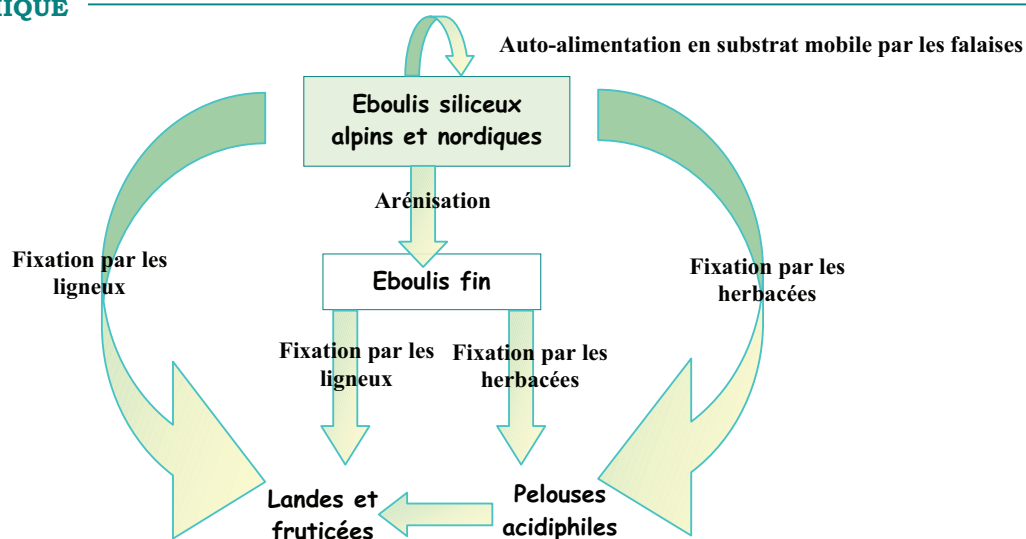 Auto-alimentation en substrat mobile par les falaises
Eboulis siliceux
alpins et nordiques
Arénisation
Fixation par les
ligneux
Fixation par les
herbacées
Eboulis fin
Fixation par les
ligneux
Fixation par les
herbacées
Landes et
fruticées
Pelouses
acidiphiles